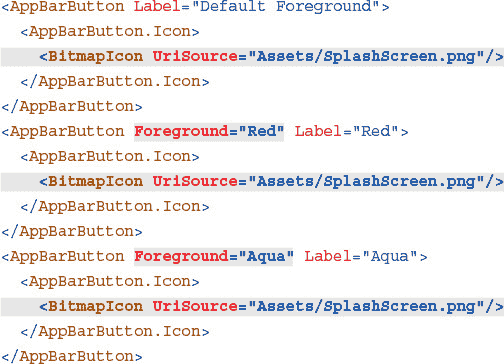 <AppBarButton Label="Default Foreground">
  <AppBarButton.Icon>
    <BitmapIcon UriSource="Assets/SplashScreen.png"/>
  </AppBarButton.Icon>
</AppBarButton>
<AppBarButton Foreground="Red" Label="Red">
  <AppBarButton.Icon>
    <BitmapIcon UriSource="Assets/SplashScreen.png"/>
  </AppBarButton.Icon>
</AppBarButton>
<AppBarButton Foreground="Aqua" Label="Aqua">
  <AppBarButton.Icon>
    <BitmapIcon UriSource="Assets/SplashScreen.png"/>
  </AppBarButton.Icon>
</AppBarButton>